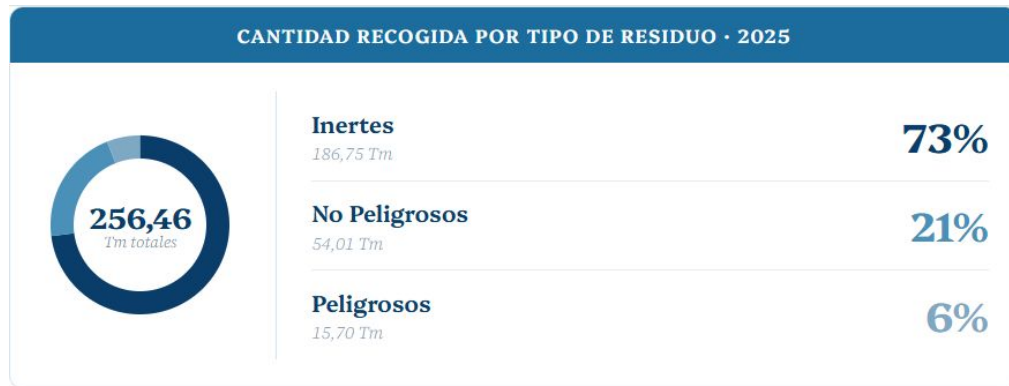 CANTIDAD RECOGIDA POR TIPO DE RESIDUO · 2025
256,46
Tm totales
Inertes
186,75 Tm
73%
No Peligrosos
54,01 Tm
21%
Peligrosos
15,70 Tm
6%